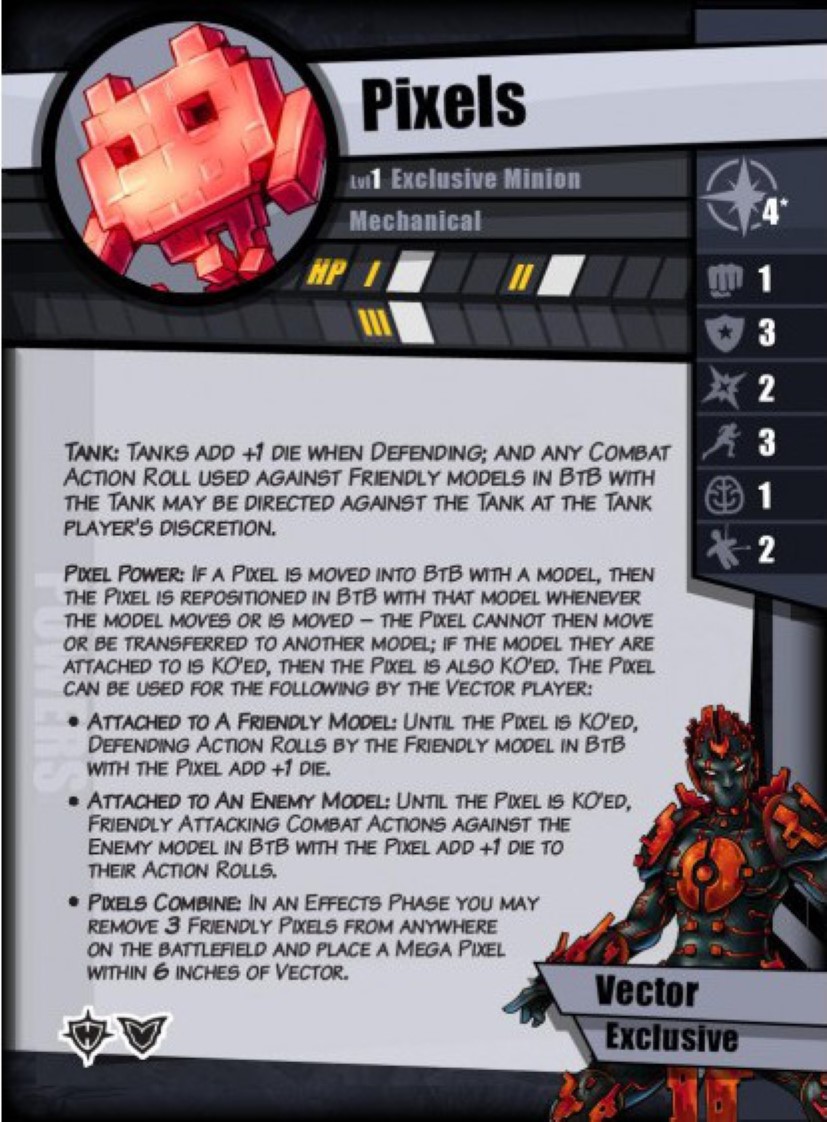 Pixels
Lvl1 Exclusive Minion
Mechanical
4*
HP I II
III
1
3
2
3
1
2
TANK: TANKS ADD +1 DIE WHEN DEFENDING; AND ANY COMBAT
ACTION ROLL USED AGAINST FRIENDLY MODELS IN BTB WITH
THE TANK MAY BE DIRECTED AGAINST THE TANK AT THE TANK
PLAYER'S DISCRETION.
PIXEL POWER: IF A PIXEL IS MOVED INTO BTB WITH A MODEL, THEN
THE PIXEL IS REPOSITIONED IN BTB WITH THAT MODEL WHENEVER
THE MODEL MOVES OR IS MOVED – THE PIXEL CANNOT THEN MOVE
OR BE TRANSFERRED TO ANOTHER MODEL; IF THE MODEL THEY ARE
ATTACHED TO IS KO'ED, THEN THE PIXEL IS ALSO KO'ED. THE PIXEL
CAN BE USED FOR THE FOLLOWING BY THE VECTOR PLAYER:
• ATTACHED TO A FRIENDLY MODEL: UNTIL THE PIXEL IS KO'ED,
DEFENDING ACTION ROLLS BY THE FRIENDLY MODEL IN BTB
WITH THE PIXEL ADD +1 DIE.
• ATTACHED TO AN ENEMY MODEL: UNTIL THE PIXEL IS KO'ED,
FRIENDLY ATTACKING COMBAT ACTIONS AGAINST THE
ENEMY MODEL IN BTB WITH THE PIXEL ADD +1 DIE TO
THEIR ACTION ROLLS.
• PIXELS COMBINE: IN AN EFFECTS PHASE YOU MAY
REMOVE 3 FRIENDLY PIXELS FROM ANYWHERE
ON THE BATTLEFIELD AND PLACE A MEGA PIXEL
WITHIN 6 INCHES OF VECTOR.
POWERS
H
Vector
Exclusive